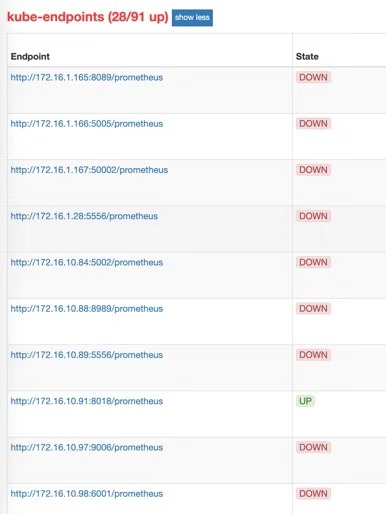 kube-endpoints (28/91 up) show less
Endpoint State
http://172.16.1.165:8089/prometheus DOWN
http://172.16.1.166:5005/prometheus DOWN
http://172.16.1.167:50002/prometheus DOWN
http://172.16.1.28:5556/prometheus DOWN
http://172.16.10.84:5002/prometheus DOWN
http://172.16.10.88:8989/prometheus DOWN
http://172.16.10.89:5556/prometheus DOWN
http://172.16.10.91:8018/prometheus UP
http://172.16.10.97:9006/prometheus DOWN
http://172.16.10.98:6001/prometheus DOWN